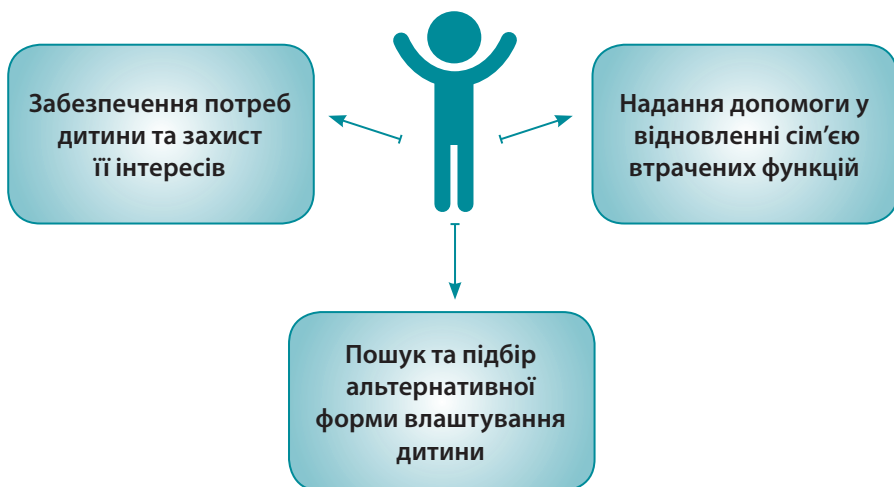 Забезпечення потреб
дитини та захист
її інтересів
Надання допомоги у
відновленні сім’єю
втрачених функцій
Пошук та підбір
альтернативної
форми влаштування
дитини